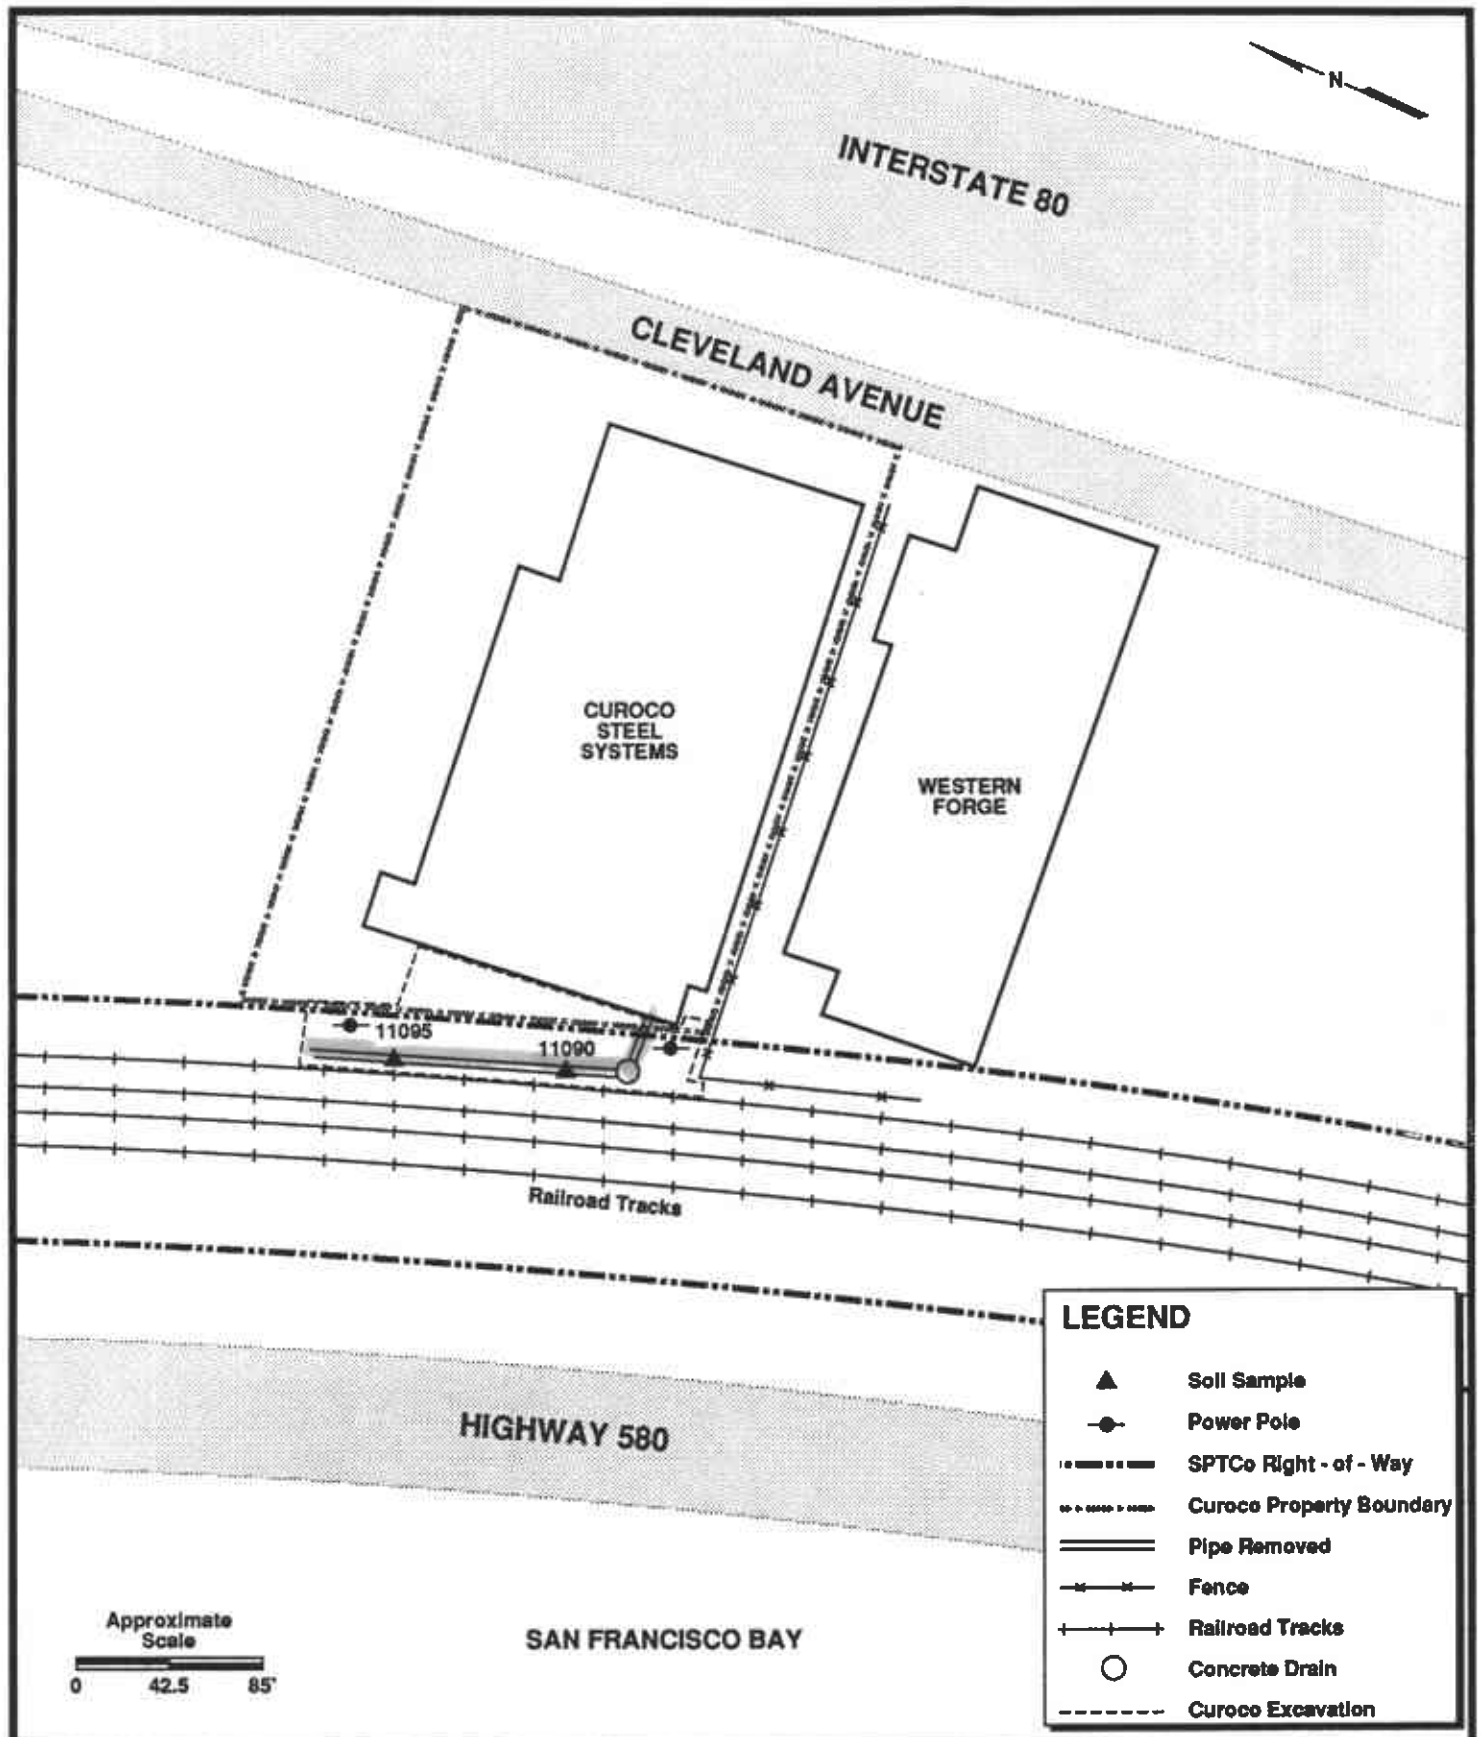 N
INTERSTATE 80
CLEVELAND AVENUE
CUROCO
STEEL
SYSTEMS
WESTERN
FORGE
11095
11090
Railroad Tracks
HIGHWAY 580
SAN FRANCISCO BAY
Approximate
Scale
0 42.5 85'
LEGEND
Soil Sample
Power Pole
SPTCo Right - of - Way
Curoco Property Boundary
Pipe Removed
Fence
Railroad Tracks
Concrete Drain
Curoco Excavation